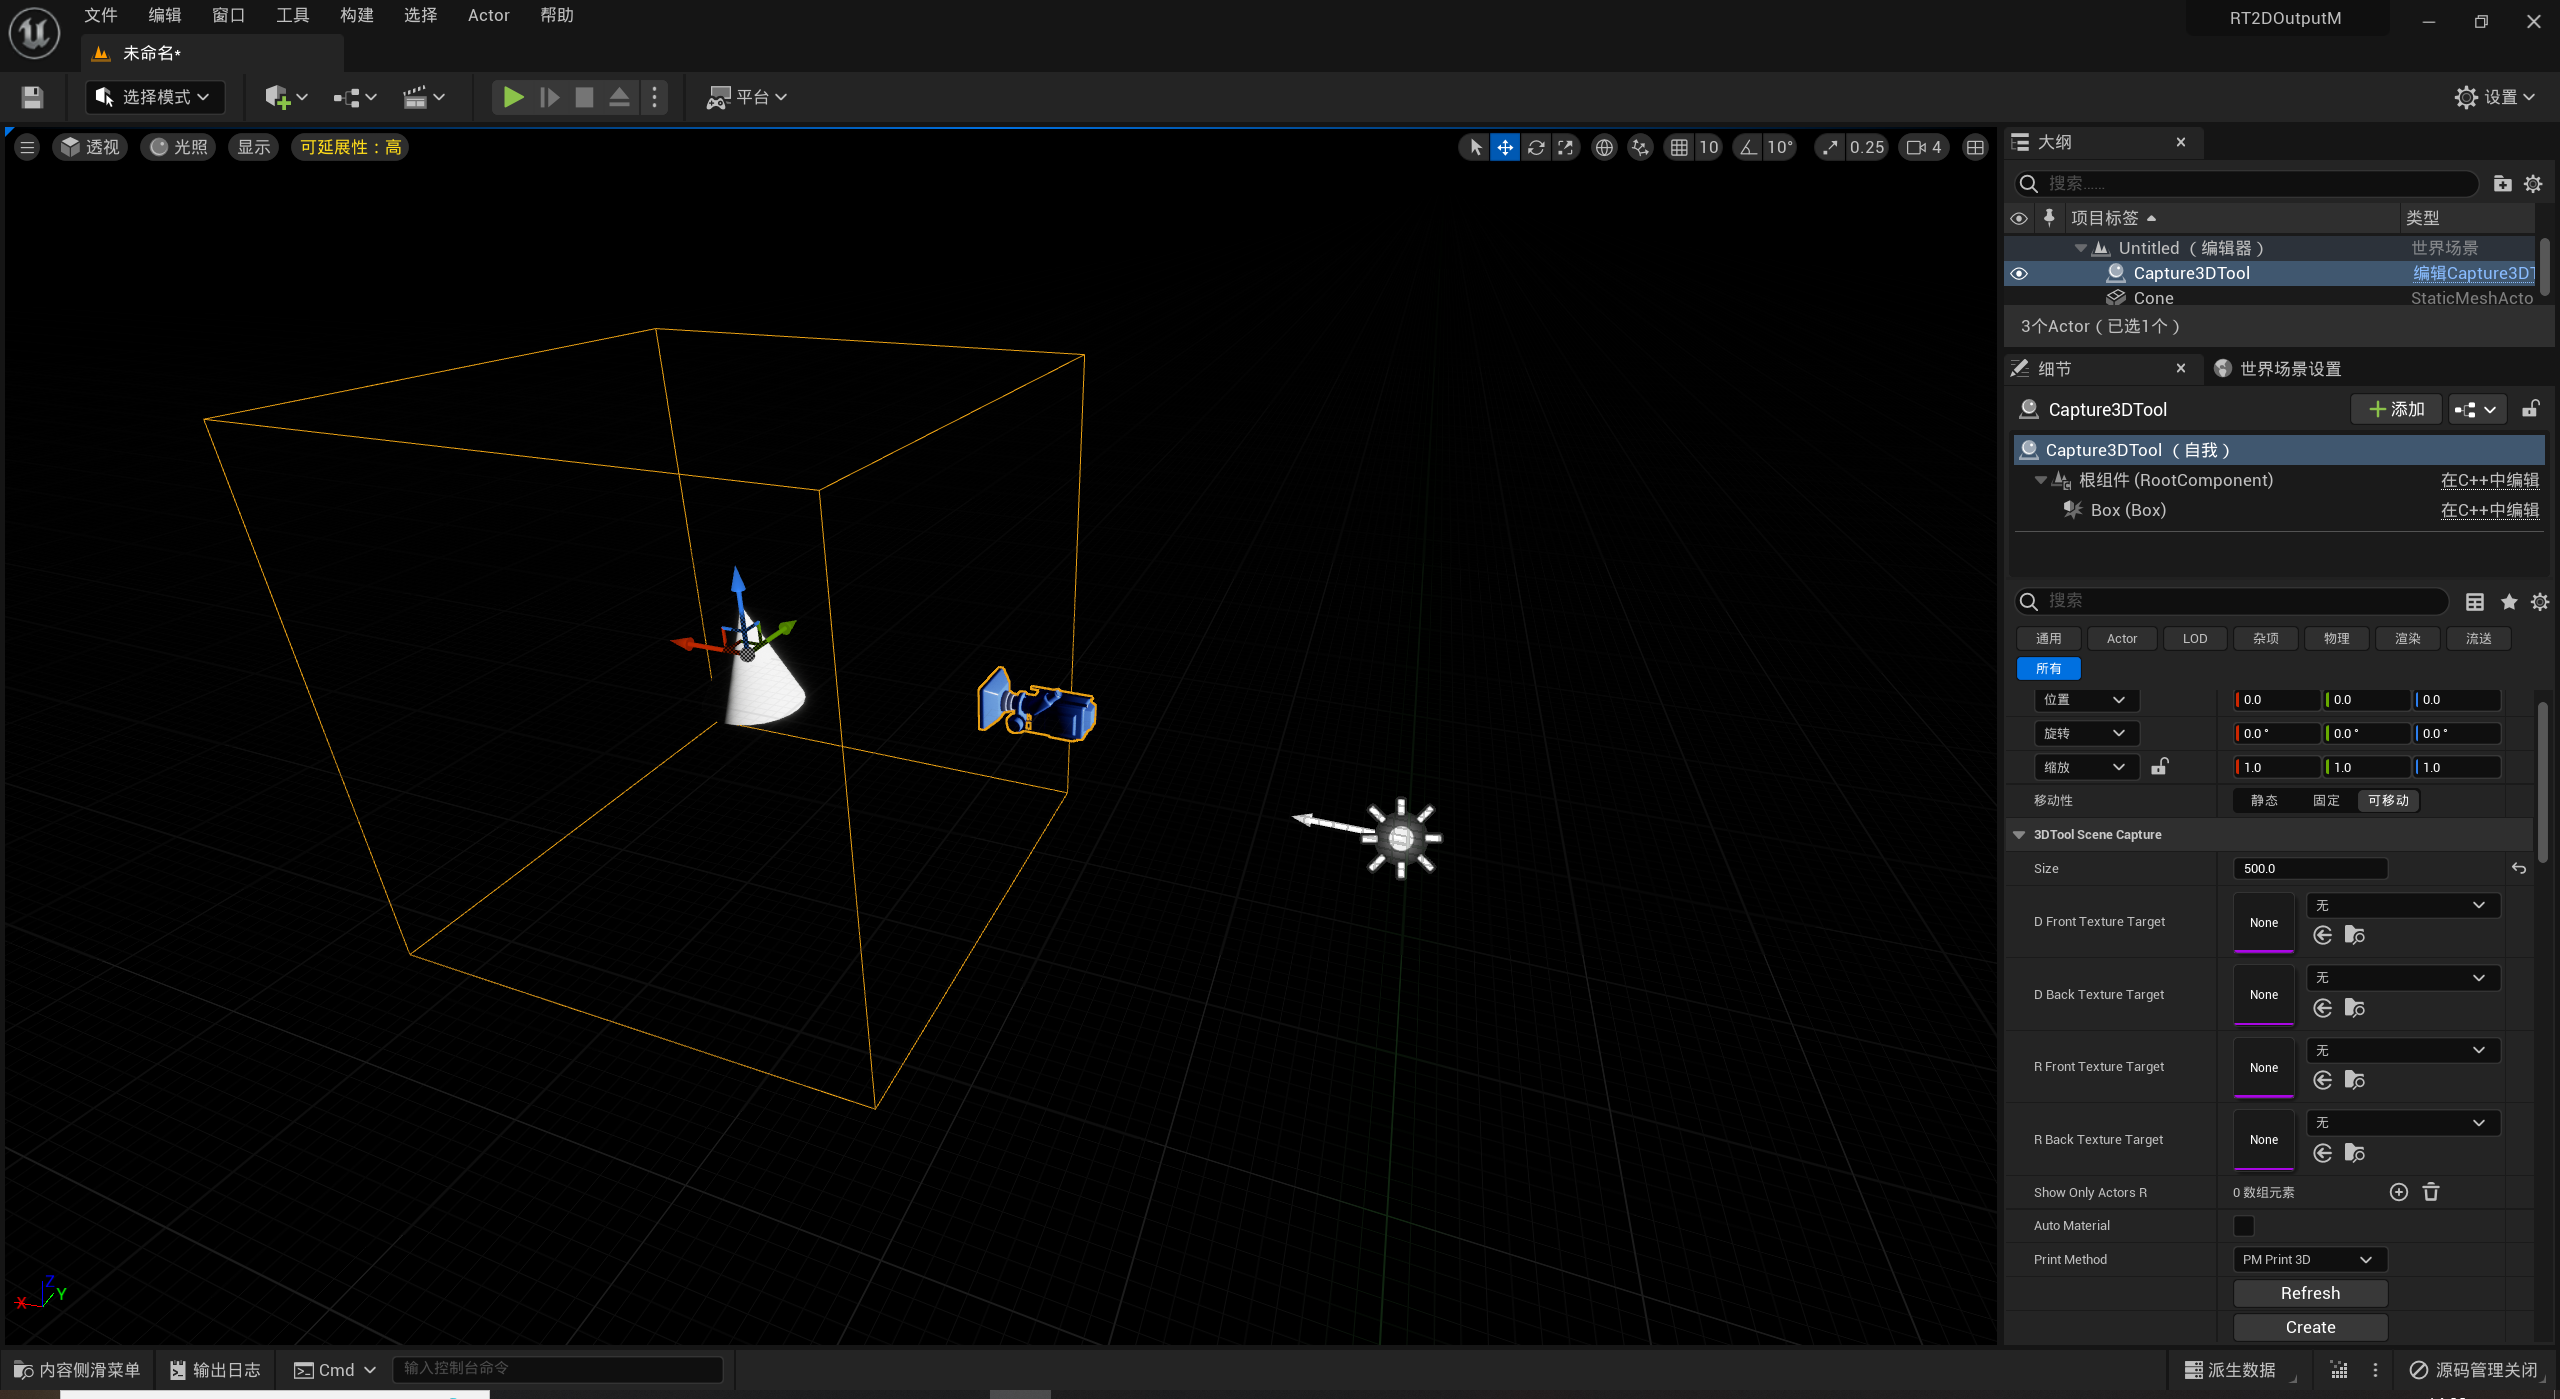 文件 编辑 窗口 工具 构建 选择 Actor 帮助
RT2DOutputM
未命名*
选择模式
平台
设置
透视 光照 显示 可延展性：高
10 10° 0.25 4
大纲
搜索......
项目标签 类型
Untitled （编辑器） 世界场景
Capture3DTool 编辑Capture3DT
Cone StaticMeshActo
3个Actor（已选1个）
细节 世界场景设置
Capture3DTool 添加
Capture3DTool （自我）
根组件 (RootComponent) 在C++中编辑
Box (Box) 在C++中编辑
搜索
通用 Actor LOD 杂项 物理 渲染 流送
所有
位置 0.0 0.0 0.0
旋转 0.0° 0.0° 0.0°
缩放 1.0 1.0 1.0
移动性 静态 固定 可移动
3DTool Scene Capture
Size 500.0
D Front Texture Target None 无
D Back Texture Target None 无
R Front Texture Target None 无
R Back Texture Target None 无
Show Only Actors R 0 数组元素
Auto Material
Print Method PM Print 3D
Refresh
Create
Z
X Y
内容侧滑菜单 输出日志 Cmd 输入控制台命令
派生数据 源码管理关闭